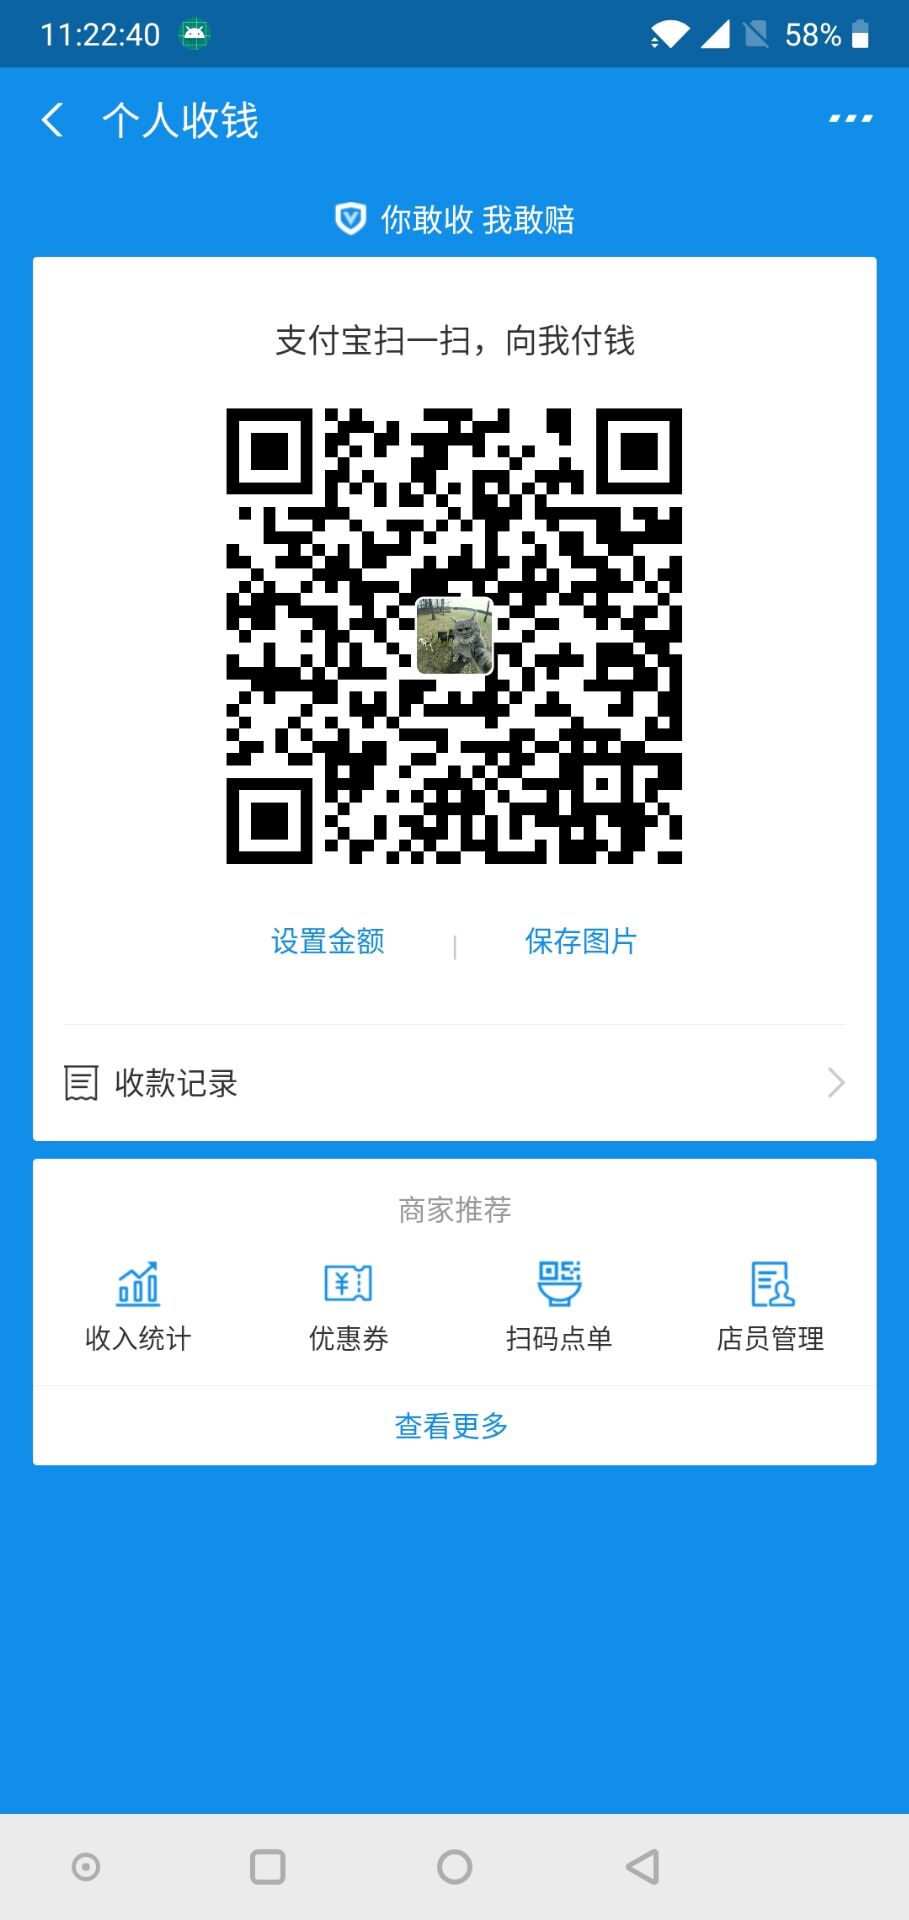 11:22:40 58%
个人收钱
你敢收 我敢赔
支付宝扫一扫，向我付钱
设置金额 | 保存图片
收款记录
商家推荐
收入统计 优惠券 扫码点单 店员管理
查看更多